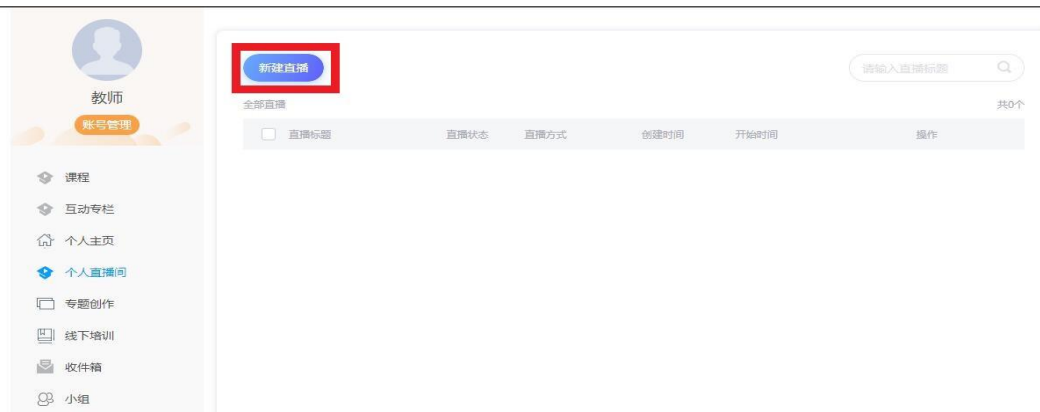 教师
账号管理
课程
互动专栏
个人主页
个人直播间
专题创作
线下培训
收件箱
小组
新建直播
请输入直播标题
全部直播
共0个
直播标题 直播状态 直播方式 创建时间 开始时间 操作